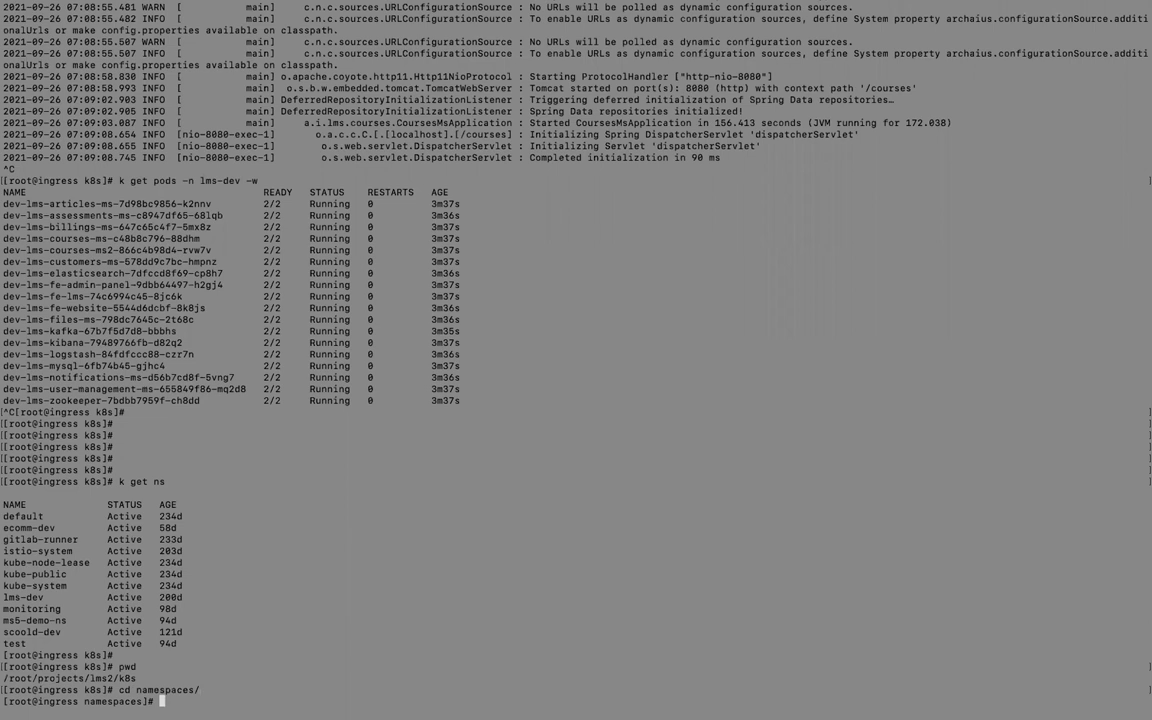 2021-09-26 07:08:55.481 WARN  [           main]     c.n.c.sources.URLConfigurationSource : No URLs will be polled as dynamic configuration sources.
2021-09-26 07:08:55.482 INFO  [           main]     c.n.c.sources.URLConfigurationSource : To enable URLs as dynamic configuration sources, define System property archaius.configurationSource.additi
onalUrls or make config.properties available on classpath.
2021-09-26 07:08:55.507 WARN  [           main]     c.n.c.sources.URLConfigurationSource : No URLs will be polled as dynamic configuration sources.
2021-09-26 07:08:55.507 INFO  [           main]     c.n.c.sources.URLConfigurationSource : To enable URLs as dynamic configuration sources, define System property archaius.configurationSource.additi
onalUrls or make config.properties available on classpath.
2021-09-26 07:08:58.830 INFO  [           main] o.apache.coyote.http11.Http11NioProtocol : Starting ProtocolHandler ["http-nio-8080"]
2021-09-26 07:08:58.993 INFO  [           main]  o.s.b.w.embedded.tomcat.TomcatWebServer : Tomcat started on port(s): 8080 (http) with context path '/courses'
2021-09-26 07:09:02.903 INFO  [           main] DeferredRepositoryInitializationListener : Triggering deferred initialization of Spring Data repositories…
2021-09-26 07:09:02.905 INFO  [           main] DeferredRepositoryInitializationListener : Spring Data repositories initialized!
2021-09-26 07:09:03.087 INFO  [           main]     a.i.lms.courses.CoursesMsApplication : Started CoursesMsApplication in 156.413 seconds (JVM running for 172.038)
2021-09-26 07:09:08.654 INFO  [nio-8080-exec-1]       o.a.c.c.C.[.[localhost].[/courses] : Initializing Spring DispatcherServlet 'dispatcherServlet'
2021-09-26 07:09:08.655 INFO  [nio-8080-exec-1]        o.s.web.servlet.DispatcherServlet : Initializing Servlet 'dispatcherServlet'
2021-09-26 07:09:08.745 INFO  [nio-8080-exec-1]        o.s.web.servlet.DispatcherServlet : Completed initialization in 90 ms
^C
[[root@ingress k8s]# k get pods -n lms-dev -w ]
NAME READY STATUS RESTARTS AGE
dev-lms-articles-ms-7d98bc9856-k2nnv 2/2 Running 0 3m37s
dev-lms-assessments-ms-c8947df65-68lqb 2/2 Running 0 3m36s
dev-lms-billings-ms-647c65c4f7-5mx8z 2/2 Running 0 3m37s
dev-lms-courses-ms-c48b8c796-88dhm 2/2 Running 0 3m37s
dev-lms-courses-ms2-866c4b98d4-rvw7v 2/2 Running 0 3m37s
dev-lms-customers-ms-578dd9c7bc-hmpnz 2/2 Running 0 3m37s
dev-lms-elasticsearch-7dfccd8f69-cp8h7 2/2 Running 0 3m36s
dev-lms-fe-admin-panel-9dbb64497-h2gj4 2/2 Running 0 3m37s
dev-lms-fe-lms-74c6994c45-8jc6k 2/2 Running 0 3m37s
dev-lms-fe-website-5544d6dcbf-8k8js 2/2 Running 0 3m36s
dev-lms-files-ms-798dc7645c-2t68c 2/2 Running 0 3m36s
dev-lms-kafka-67b7f5d7d8-bbbhs 2/2 Running 0 3m35s
dev-lms-kibana-79489766fb-d82q2 2/2 Running 0 3m37s
dev-lms-logstash-84fdfccc88-czr7n 2/2 Running 0 3m36s
dev-lms-mysql-6fb74b45-gjhc4 2/2 Running 0 3m37s
dev-lms-notifications-ms-d56b7cd8f-5vng7 2/2 Running 0 3m36s
dev-lms-user-management-ms-655849f86-mq2d8 2/2 Running 0 3m37s
dev-lms-zookeeper-7bdbb7959f-ch8dd 2/2 Running 0 3m37s
[^C[root@ingress k8s]# ]
[[root@ingress k8s]# ]
[[root@ingress k8s]# ]
[[root@ingress k8s]# ]
[[root@ingress k8s]# ]
[[root@ingress k8s]# ]
[[root@ingress k8s]# k get ns ]
NAME STATUS AGE
default Active 234d
ecomm-dev Active 58d
gitlab-runner Active 233d
istio-system Active 203d
kube-node-lease Active 234d
kube-public Active 234d
kube-system Active 234d
lms-dev Active 200d
monitoring Active 98d
ms5-demo-ns Active 94d
scoold-dev Active 121d
test Active 94d
[root@ingress k8s]#
[[root@ingress k8s]# pwd ]
/root/projects/lms2/k8s
[[root@ingress k8s]# cd namespaces/ ]
[root@ingress namespaces]#